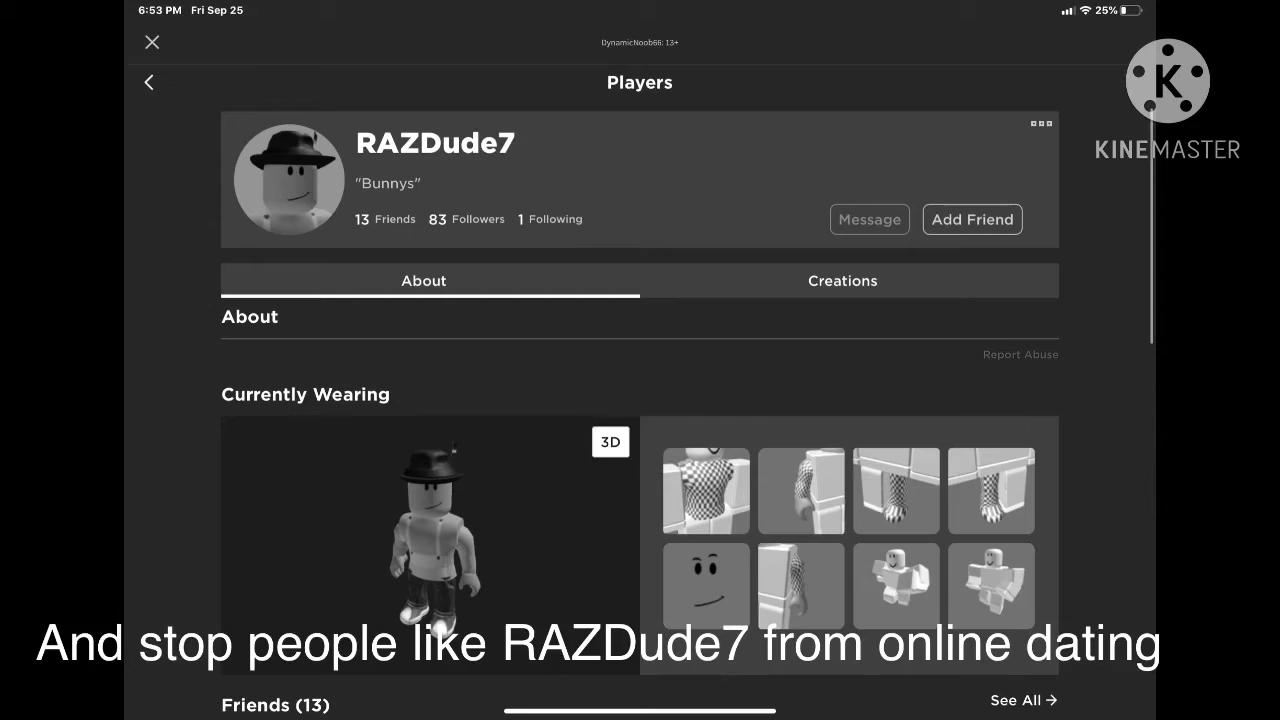 6:53 PM Fri Sep 25
25%
DynamicNoob66: 13+
Players
K
KINEMASTER
RAZDude7
"Bunnys"
13 Friends 83 Followers 1 Following
Message Add Friend
About Creations
About
Report Abuse
Currently Wearing
3D
And stop people like RAZDude7 from online dating
Friends (13) See All →